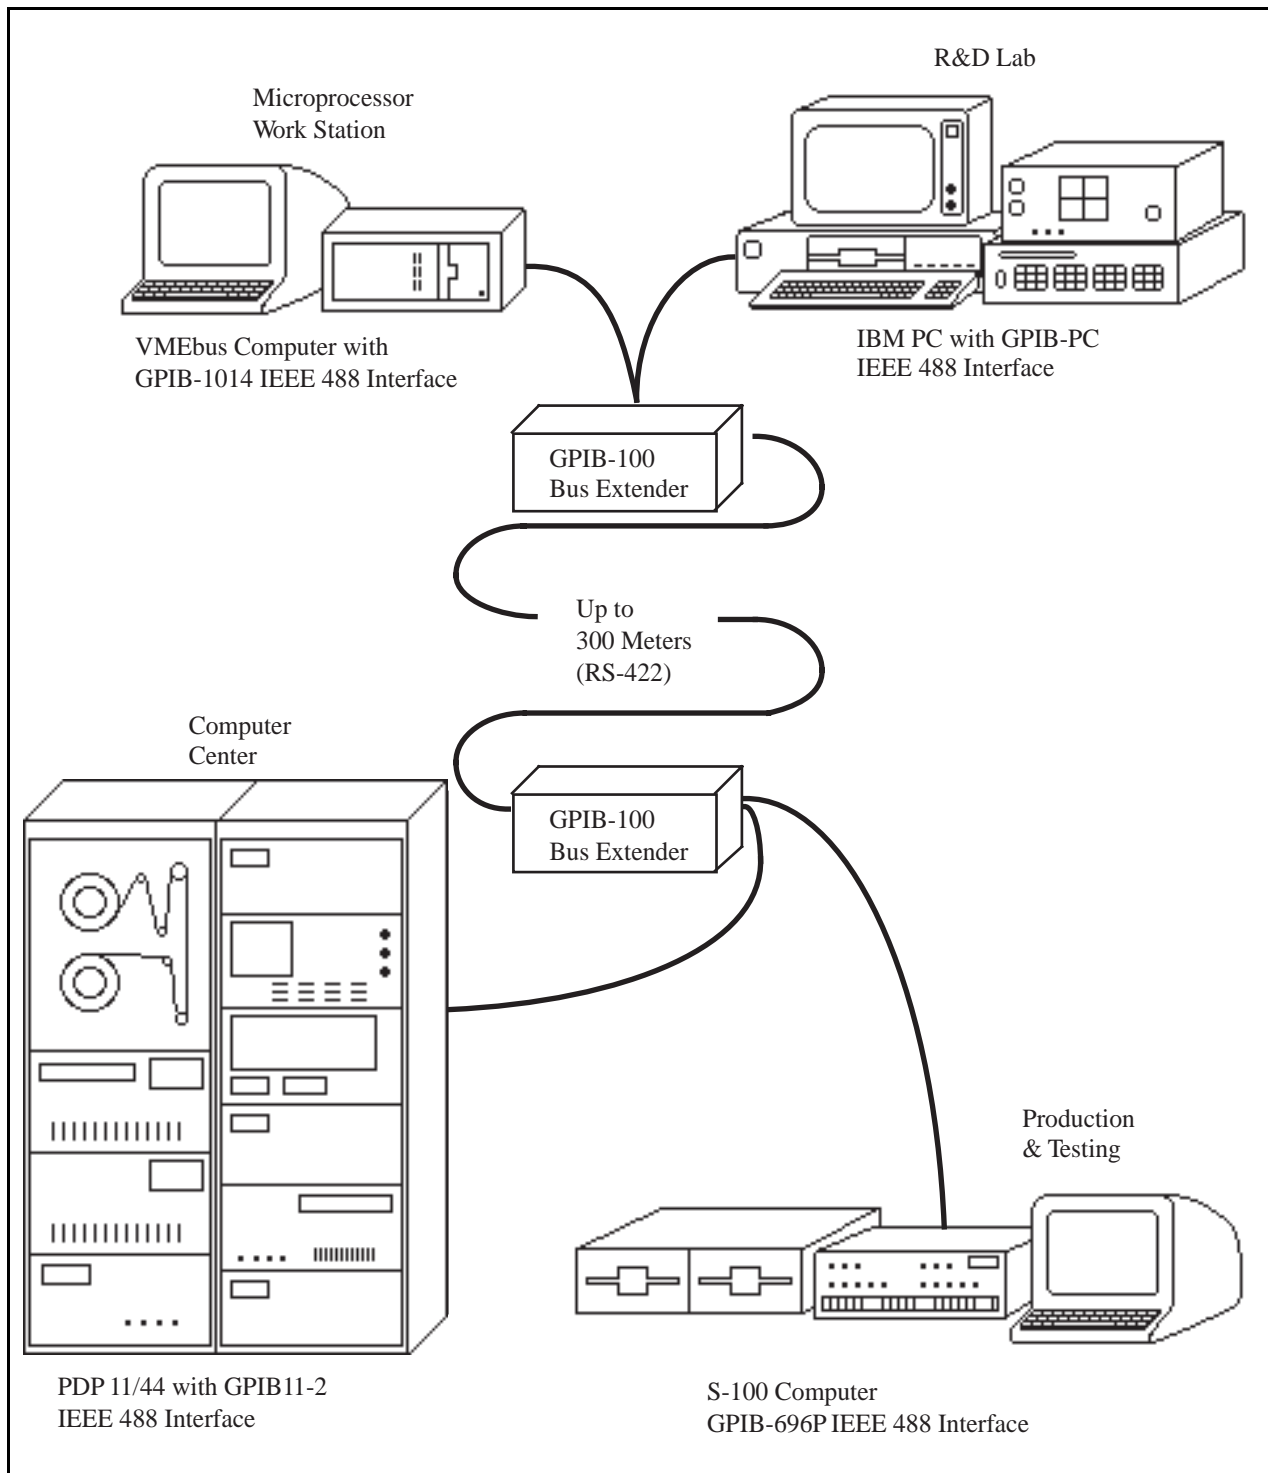 R&D Lab
Microprocessor
Work Station
VMEbus Computer with
GPIB-1014 IEEE 488 Interface
IBM PC with GPIB-PC
IEEE 488 Interface
GPIB-100
Bus Extender
Up to
300 Meters
(RS-422)
Computer
Center
GPIB-100
Bus Extender
Production
& Testing
PDP 11/44 with GPIB11-2
IEEE 488 Interface
S-100 Computer
GPIB-696P IEEE 488 Interface